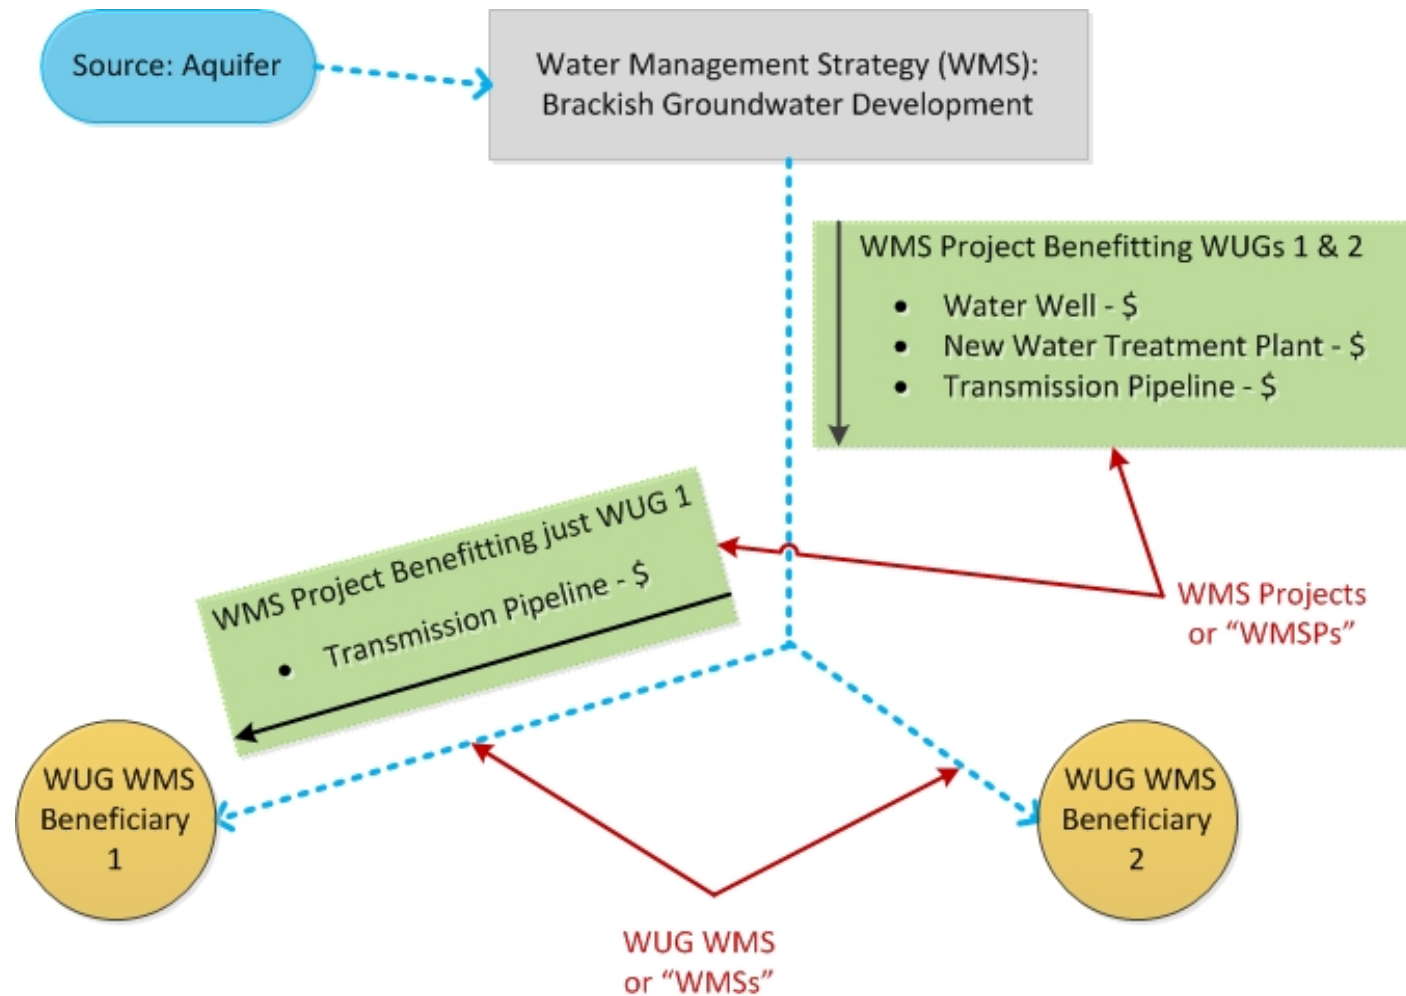 Source: Aquifer
Water Management Strategy (WMS):
Brackish Groundwater Development
WMS Project Benefitting WUGs 1 & 2
• Water Well - $
• New Water Treatment Plant - $
• Transmission Pipeline - $
WMS Project Benefitting just WUG 1
• Transmission Pipeline - $
WMS Projects
or “WMSPs”
WUG WMS
Beneficiary
1
WUG WMS
Beneficiary
2
WUG WMS
or “WMSs”